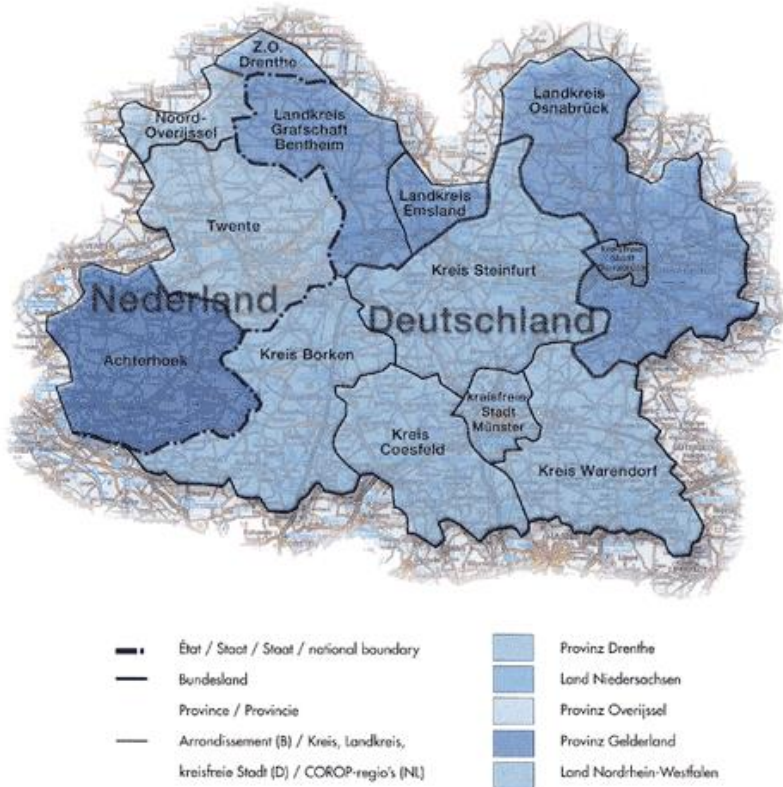 Z.O.
Drenthe
Noord-
Overijssel
Landkreis
Grafschaft
Bentheim
Landkreis
Osnabrück
Landkreis
Emsland
Twente
Kreis Steinfurt
Nederland
Deutschland
Achterhoek
Kreis Borken
kreisfreie
Stadt
Münster
Kreis
Coesfeld
Kreis Warendorf
État / Staat / Staat / national boundary
Bundesland
Province / Provincie
Arrondissement (B) / Kreis, Landkreis,
kreisfreie Stadt (D) / COROP-regio's (NL)
Provinz Drenthe
Land Niedersachsen
Provinz Overijssel
Provinz Gelderland
Land Nordrhein-Westfalen